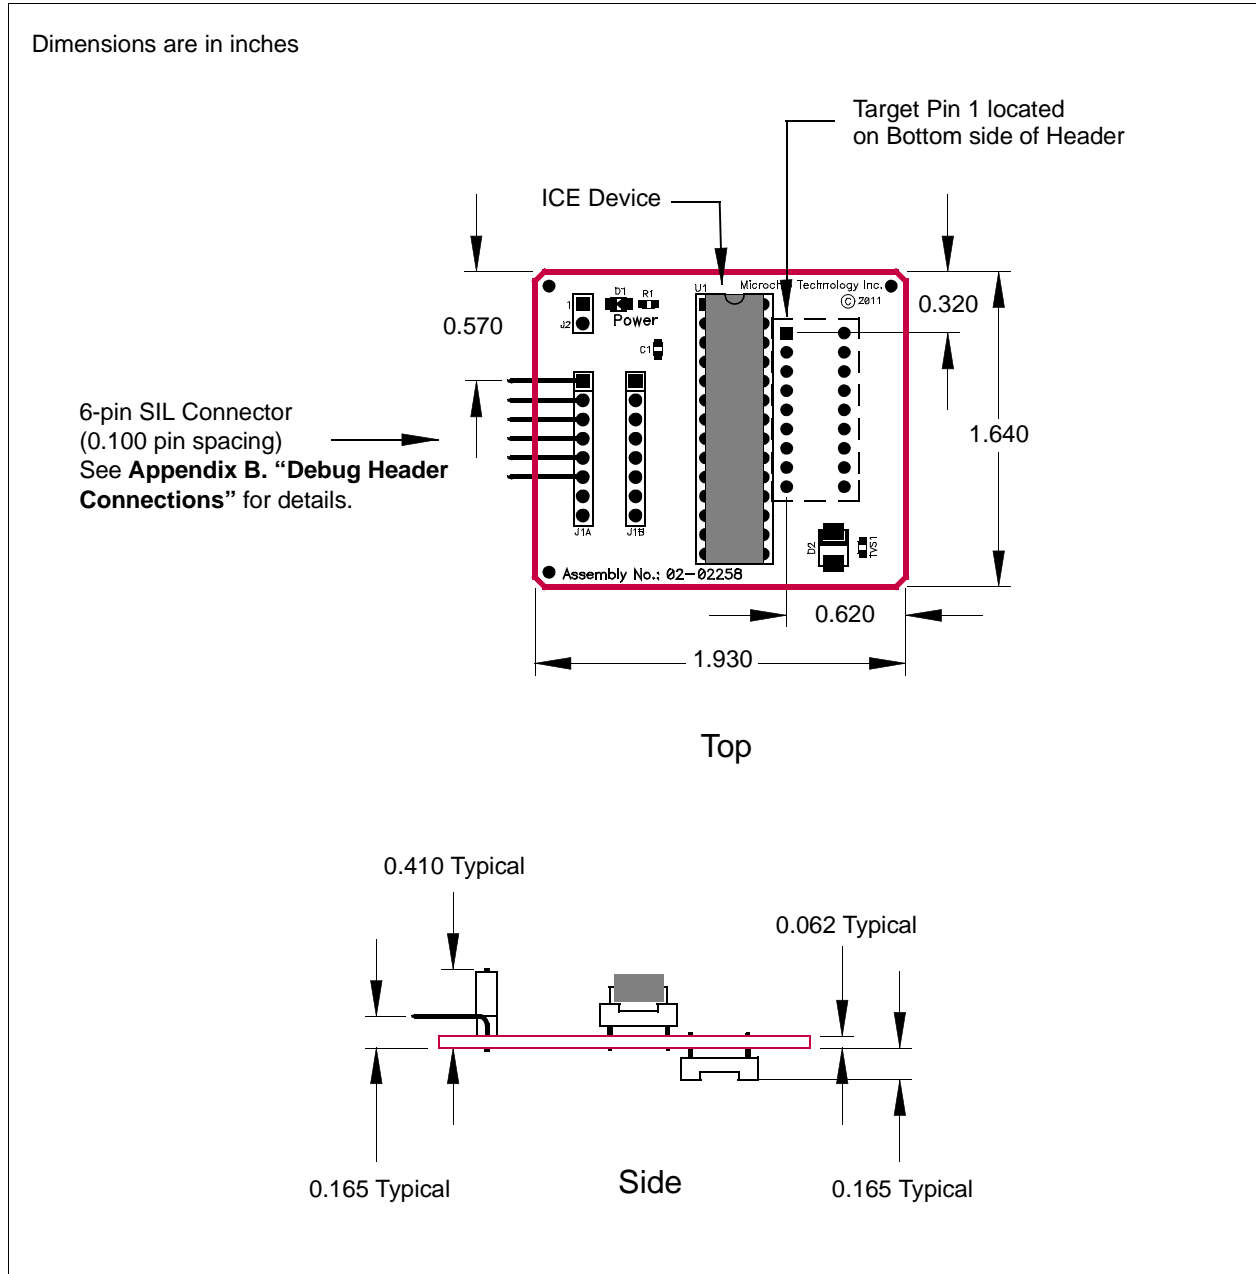 Dimensions are in inches
Target Pin 1 located
on Bottom side of Header
ICE Device
D1
R1
U1
Microchip Technology Inc.
© 2011
1
J2
Power
C1
0.320
0.570
6-pin SIL Connector
(0.100 pin spacing)
See Appendix B. “Debug Header
Connections” for details.
1.640
J1A
J1B
D2
TVS1
Assembly No.: 02-02258
0.620
1.930
Top
0.410 Typical
0.062 Typical
0.165 Typical
Side
0.165 Typical